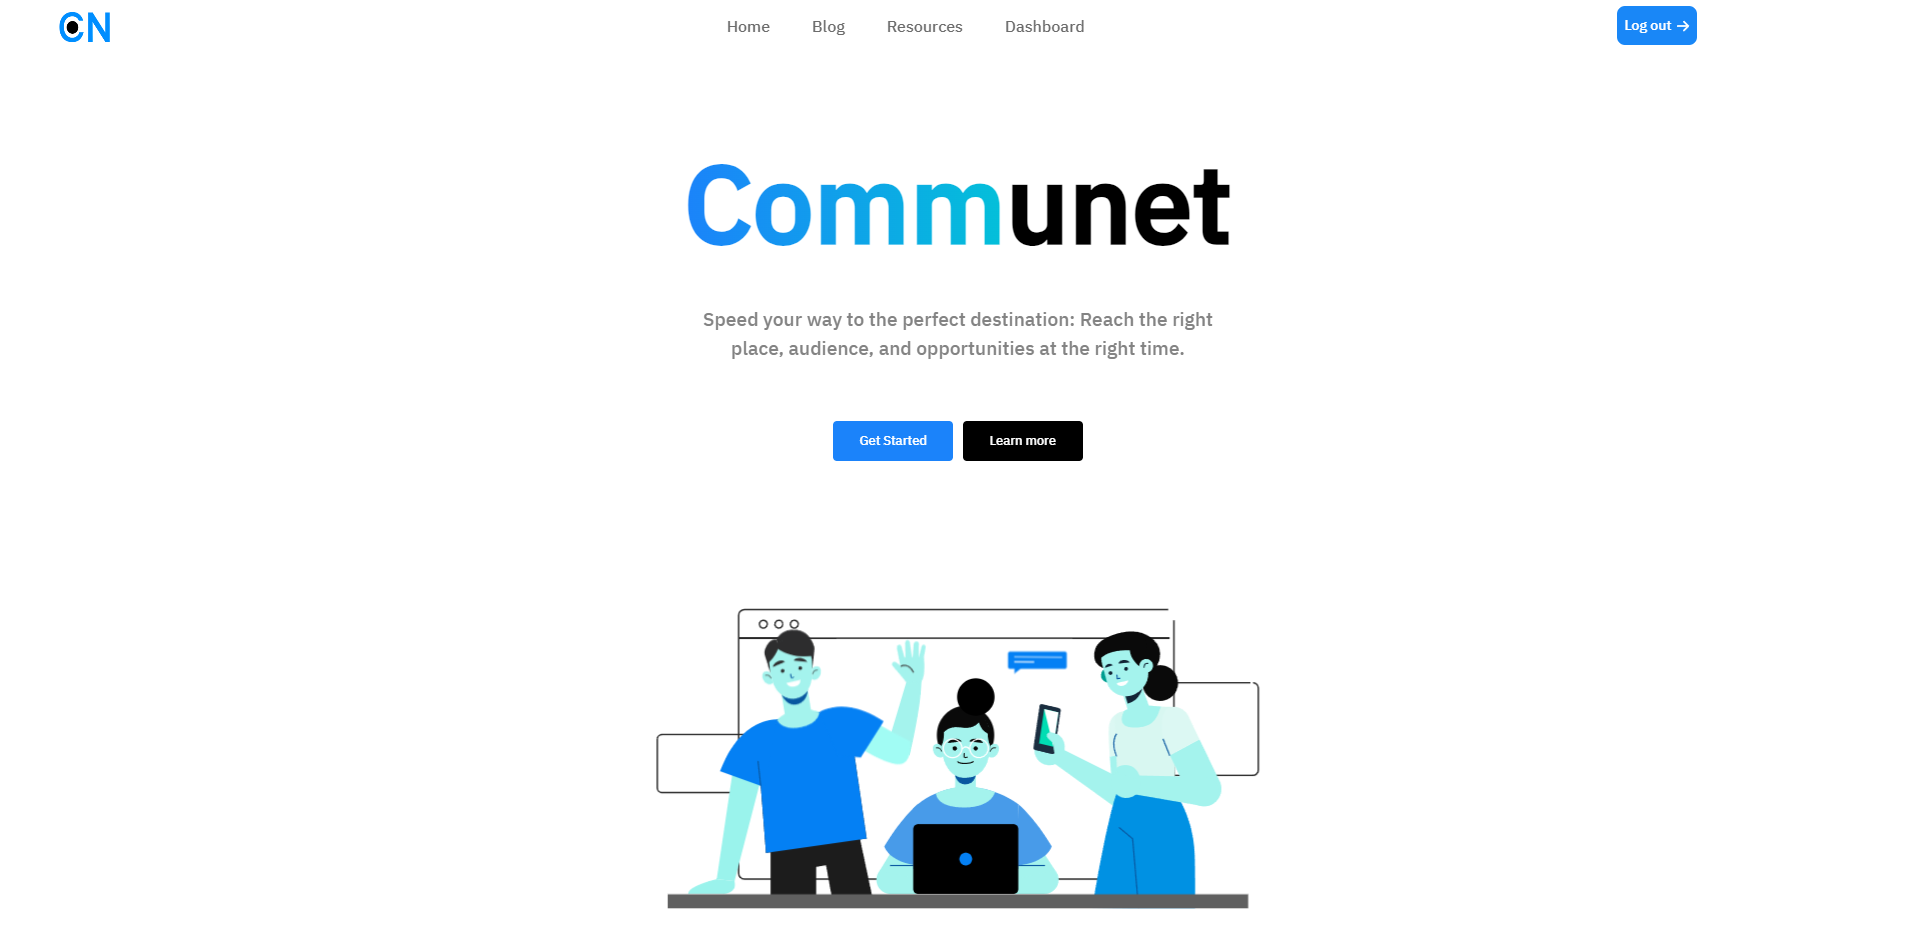 CN
Home Blog Resources Dashboard
Log out →
Communet
Speed your way to the perfect destination: Reach the right
place, audience, and opportunities at the right time.
Get Started Learn more